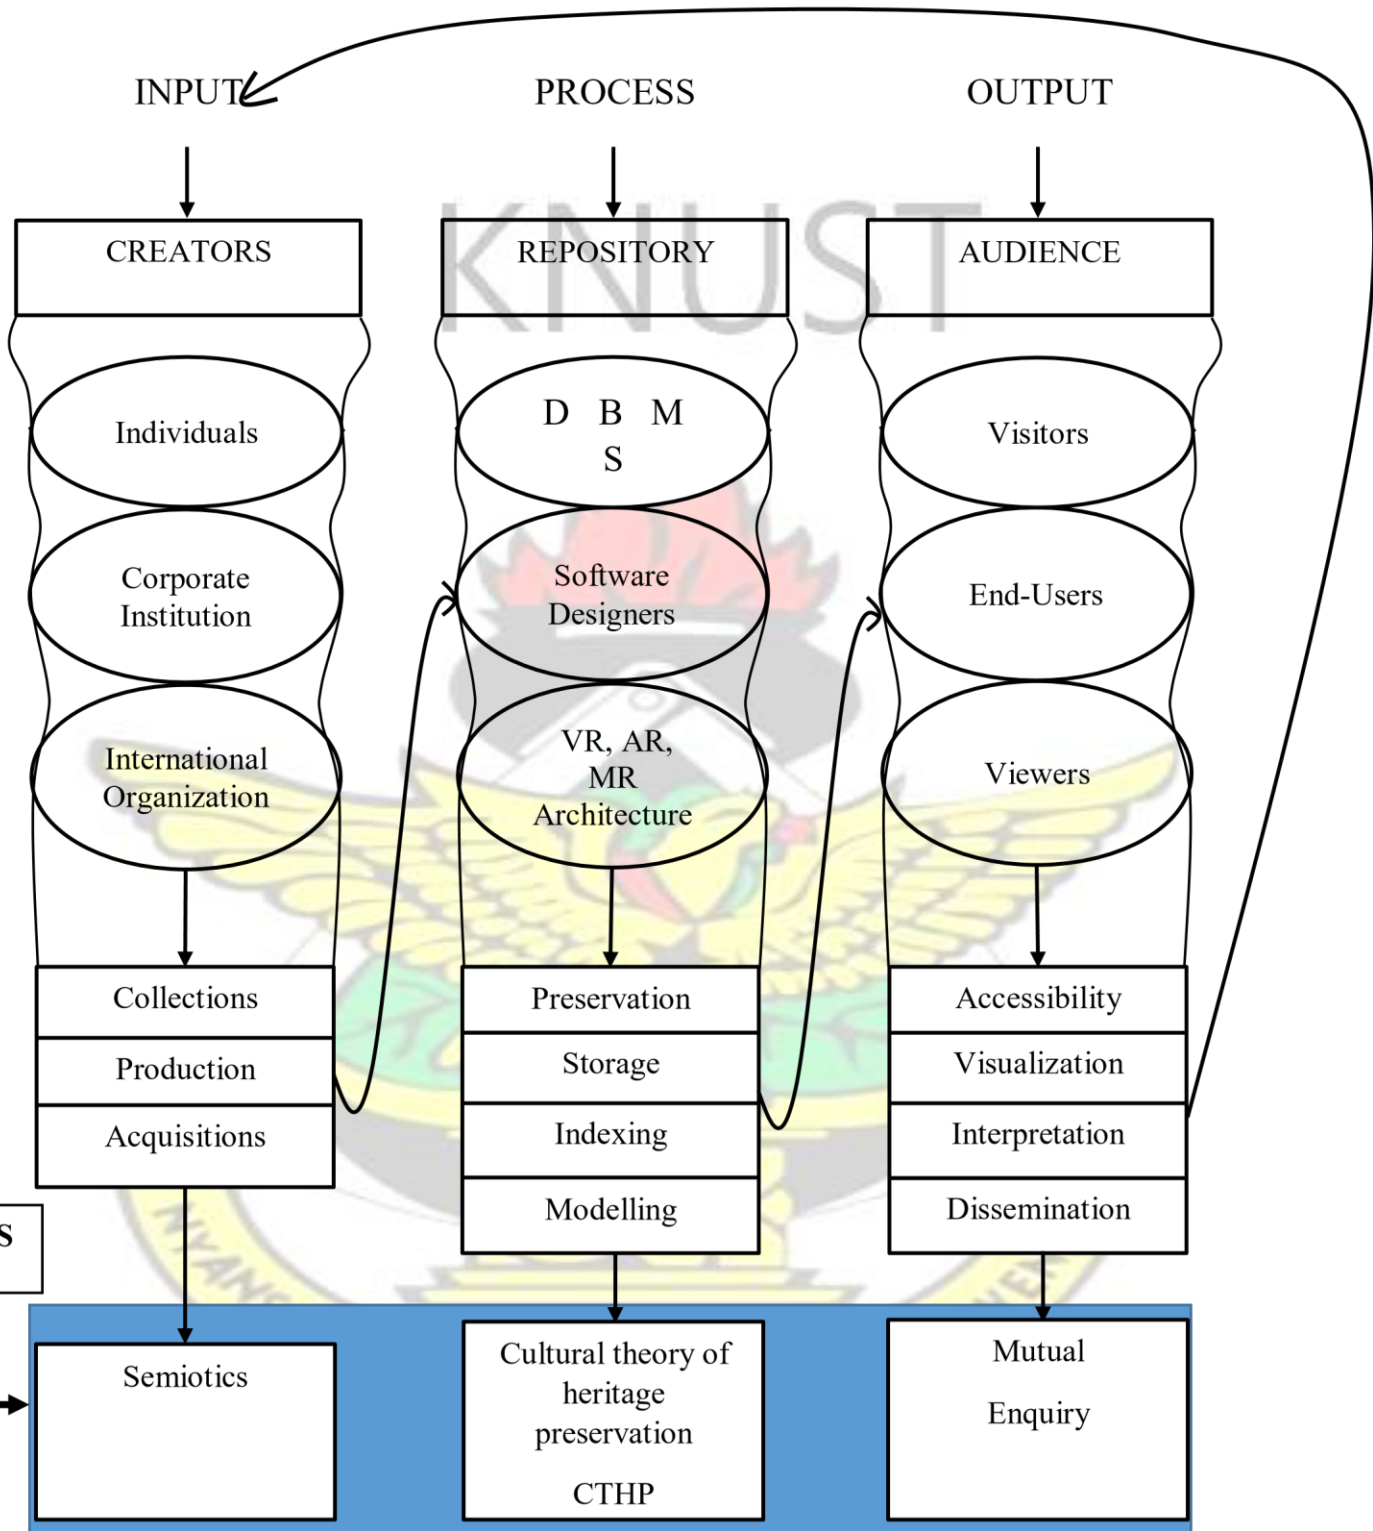 INPUT
PROCESS
OUTPUT
KNUST
CREATORS
REPOSITORY
AUDIENCE
Individuals
D B M
S
Visitors
Corporate
Institution
Software
Designers
End-Users
International
Organization
VR, AR,
MR
Architecture
Viewers
Collections
Production
Acquisitions
Preservation
Storage
Indexing
Modelling
Accessibility
Visualization
Interpretation
Dissemination
S
Semiotics
Cultural theory of
heritage
preservation
CTHP
Mutual
Enquiry